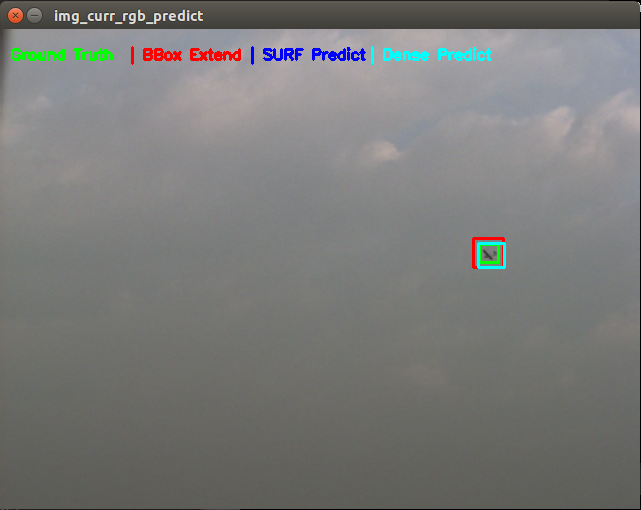 img_curr_rgb_predict
Ground Truth | BBox Extend | SURF Predict | Dense Predict